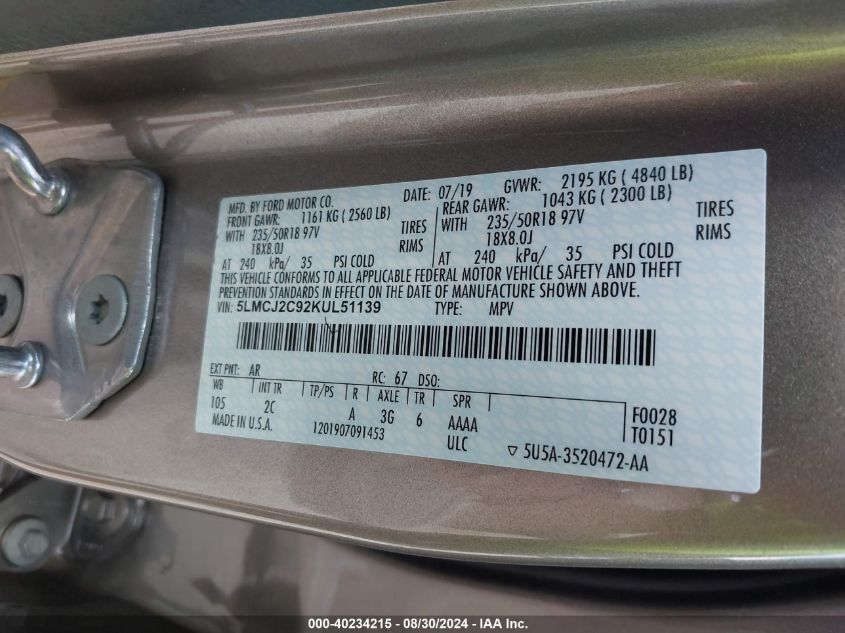 MFD. BY FORD MOTOR CO.
DATE: 07/19 GVWR: 2195 KG ( 4840 LB)
FRONT GAWR: 1161 KG (2560 LB) REAR GAWR: 1043 KG ( 2300 LB)
WITH 235/50R18 97V TIRES WITH 235/50R18 97V TIRES
18X8.0J RIMS 18X8.0J RIMS
AT 240 kPa/ 35 PSI COLD AT 240 kPa/ 35 PSI COLD
THIS VEHICLE CONFORMS TO ALL APPLICABLE FEDERAL MOTOR VEHICLE SAFETY AND THEFT
PREVENTION STANDARDS IN EFFECT ON THE DATE OF MANUFACTURE SHOWN ABOVE.
VIN: 5LMCJ2C92KUL51139 TYPE: MPV
EXT PNT: AR RC: 67 DSO:
WB INT TR TP/PS R AXLE TR SPR
105 2C A 3G 6 AAAA
F0028
T0151
MADE IN U.S.A. 1201907091453 ULC
▽ 5U5A-3520472-AA
000-40234215 - 08/30/2024 - IAA Inc.